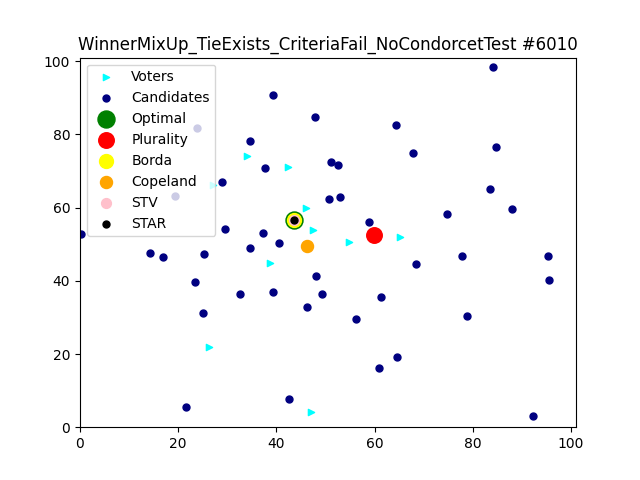 WinnerMixUp_TieExists_CriteriaFail_NoCondorcetTest #6010
100
80
60
40
20
0
Voters
Candidates
Optimal
Plurality
Borda
Copeland
STV
STAR
0 20 40 60 80 100